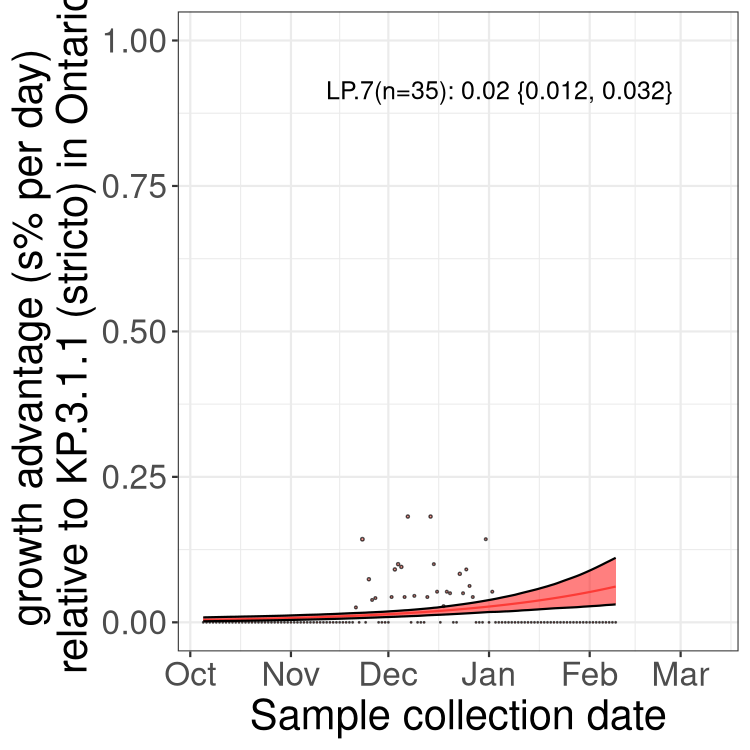 growth advantage (s% per day)
relative to KP.3.1.1 (stricto) in Ontario
1.00
0.75
0.50
0.25
0.00
LP.7(n=35): 0.02 {0.012, 0.032}
Oct Nov Dec Jan Feb Mar
Sample collection date